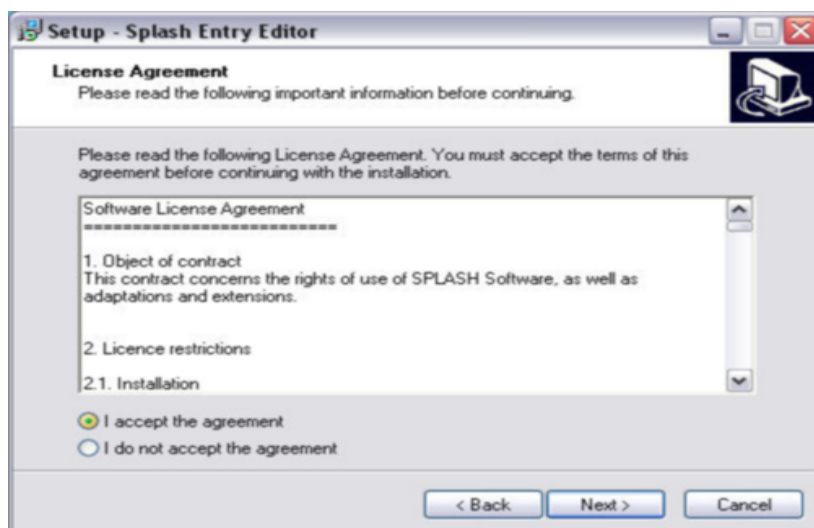 Setup - Splash Entry Editor
License Agreement
Please read the following important information before continuing.
Please read the following License Agreement. You must accept the terms of this
agreement before continuing with the installation.
Software License Agreement
==========================
1. Object of contract
This contract concerns the rights of use of SPLASH Software, as well as
adaptations and extensions.
2. Licence restrictions
2.1. Installation
I accept the agreement
I do not accept the agreement
< Back
Next >
Cancel